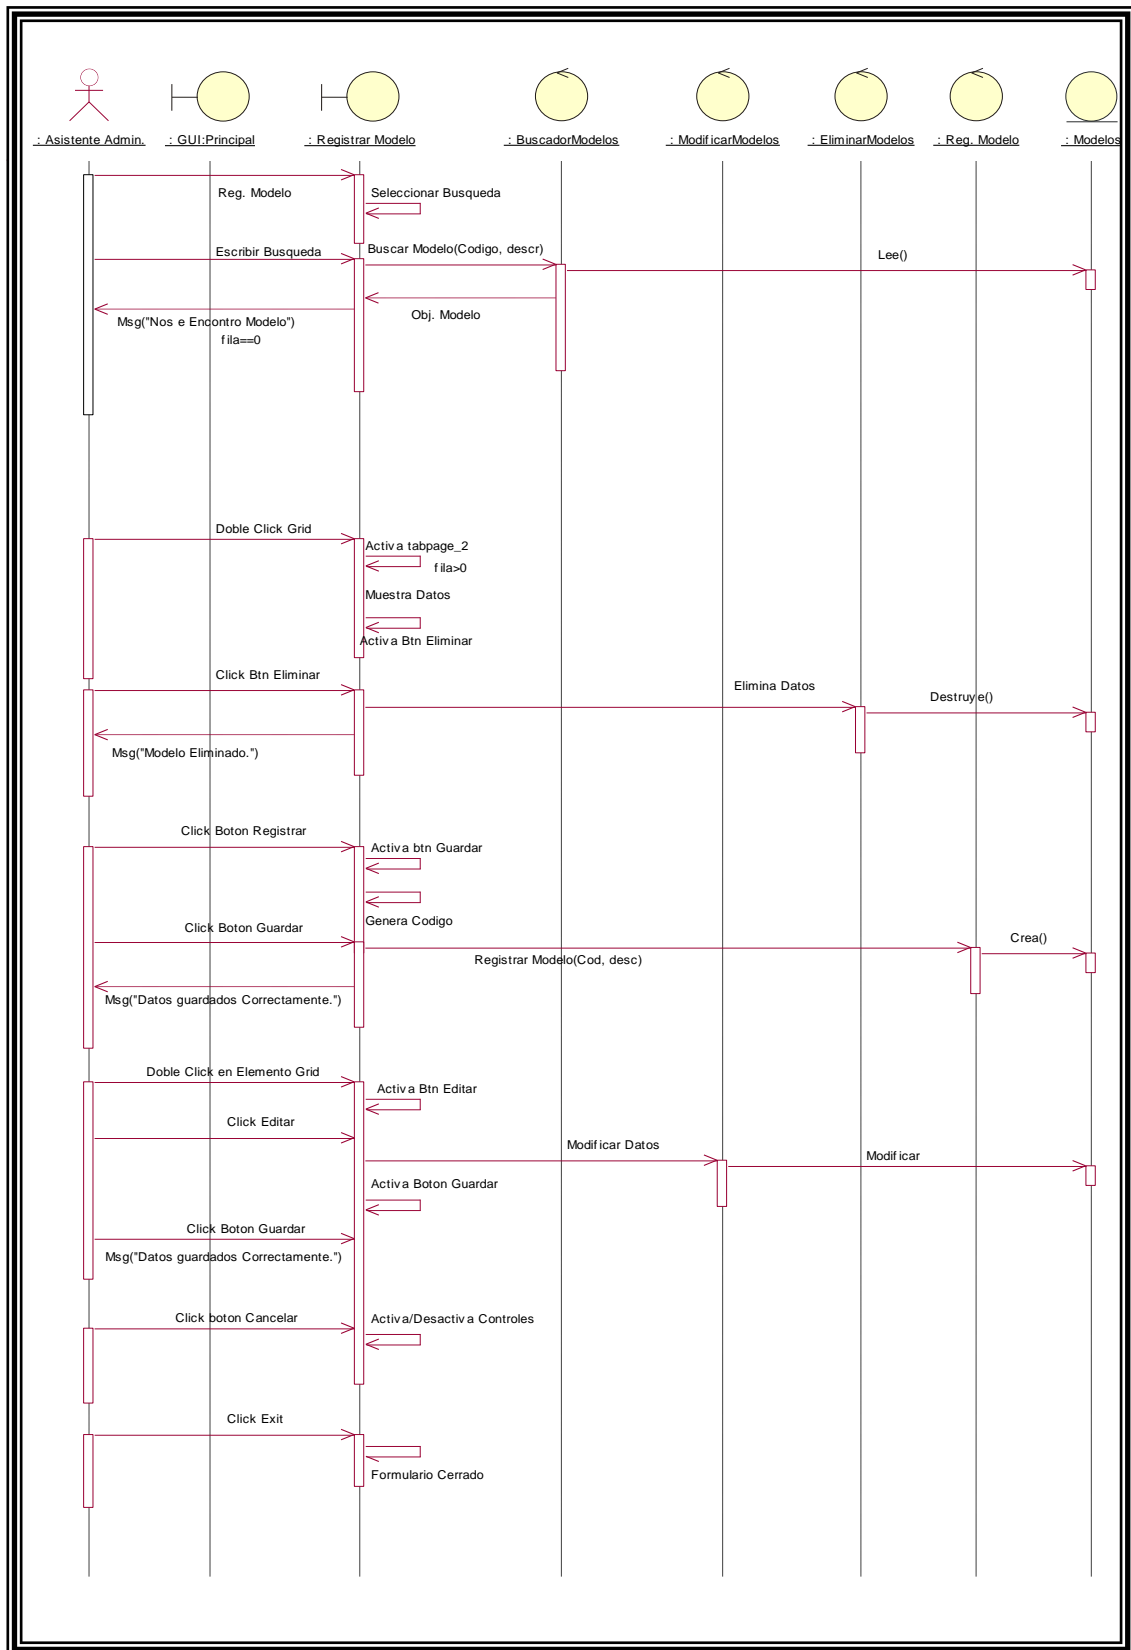 : Asistente Admin.
: GUI:Principal
: Registrar Modelo
: BuscadorModelos
: ModificarModelos
: EliminarModelos
: Reg. Modelo
: Modelos
Reg. Modelo
Seleccionar Busqueda
Escribir Busqueda
Buscar Modelo(Codigo, descr)
Lee()
Obj. Modelo
Msg("Nos e Encontro Modelo")
fila==0
Doble Click Grid
Activa tabpage_2
fila>0
Muestra Datos
Activa Btn Eliminar
Click Btn Eliminar
Elimina Datos
Destruye()
Msg("Modelo Eliminado.")
Click Boton Registrar
Activa btn Guardar
Genera Codigo
Click Boton Guardar
Registrar Modelo(Cod, desc)
Crea()
Msg("Datos guardados Correctamente.")
Doble Click en Elemento Grid
Activa Btn Editar
Click Editar
Modificar Datos
Modificar
Activa Boton Guardar
Click Boton Guardar
Msg("Datos guardados Correctamente.")
Click boton Cancelar
Activa/Desactiva Controles
Click Exit
Formulario Cerrado